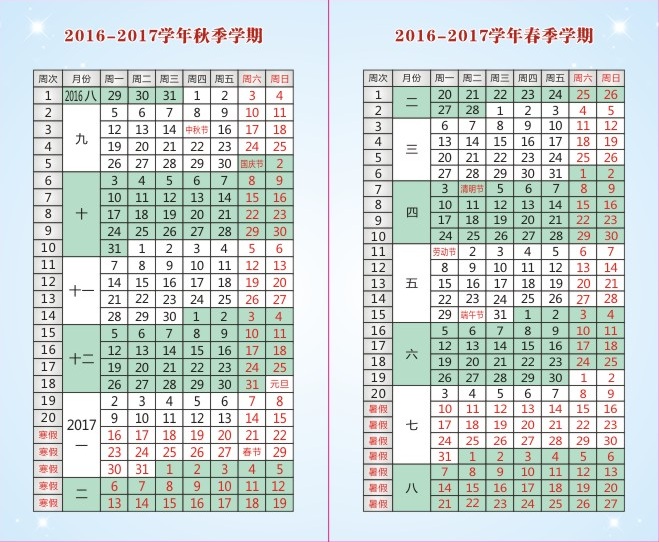 2016-2017学年秋季学期
周次 月份 周一 周二 周三 周四 周五 周六 周日
1 2016 八 29 30 31 1 2 3 4
2 5 6 7 8 9 10 11
3 九 12 13 14 中秋节 16 17 18
4 19 20 21 22 23 24 25
5 26 27 28 29 30 国庆节 2
6 3 4 5 6 7 8 9
7 10 11 12 13 14 15 16
8 十 17 18 19 20 21 22 23
9 24 25 26 27 28 29 30
10 31 1 2 3 4 5 6
11 7 8 9 10 11 12 13
12 十一 14 15 16 17 18 19 20
13 21 22 23 24 25 26 27
14 28 29 30 1 2 3 4
15 5 6 7 8 9 10 11
16 十二 12 13 14 15 16 17 18
17 19 20 21 22 23 24 25
18 26 27 28 29 30 31 元旦
19 2 3 4 5 6 7 8
20 2017 9 10 11 12 13 14 15
寒假 一 16 17 18 19 20 21 22
寒假 23 24 25 26 27 春节 29
寒假 30 31 1 2 3 4 5
寒假 二 6 7 8 9 10 11 12
寒假 13 14 15 16 17 18 19
2016-2017学年春季学期
周次 月份 周一 周二 周三 周四 周五 周六 周日
1 二 20 21 22 23 24 25 26
2 27 28 1 2 3 4 5
3 6 7 8 9 10 11 12
4 三 13 14 15 16 17 18 19
5 20 21 22 23 24 25 26
6 27 28 29 30 31 1 2
7 3 清明节 5 6 7 8 9
8 四 10 11 12 13 14 15 16
9 17 18 19 20 21 22 23
10 24 25 26 27 28 29 30
11 劳动节 2 3 4 5 6 7
12 8 9 10 11 12 13 14
13 五 15 16 17 18 19 20 21
14 22 23 24 25 26 27 28
15 29 端午节 31 1 2 3 4
16 5 6 7 8 9 10 11
17 六 12 13 14 15 16 17 18
18 19 20 21 22 23 24 25
19 26 27 28 29 30 1 2
20 3 4 5 6 7 8 9
暑假 10 11 12 13 14 15 16
暑假 七 17 18 19 20 21 22 23
暑假 24 25 26 27 28 29 30
暑假 31 1 2 3 4 5 6
暑假 7 8 9 10 11 12 13
暑假 八 14 15 16 17 18 19 20
暑假 21 22 23 24 25 26 27